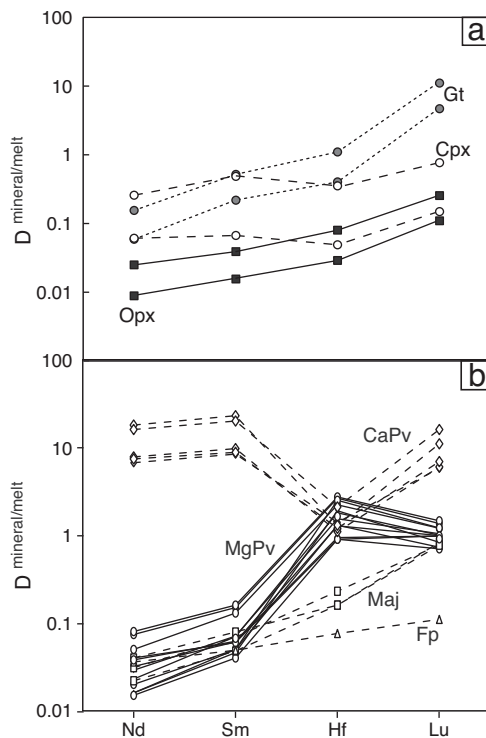 a
100
10
1
0.1
0.01
D mineral/melt
Gt
Cpx
Opx
b
100
10
1
0.1
0.01
D mineral/melt
CaPv
MgPv
Maj
Fp
Nd Sm Hf Lu